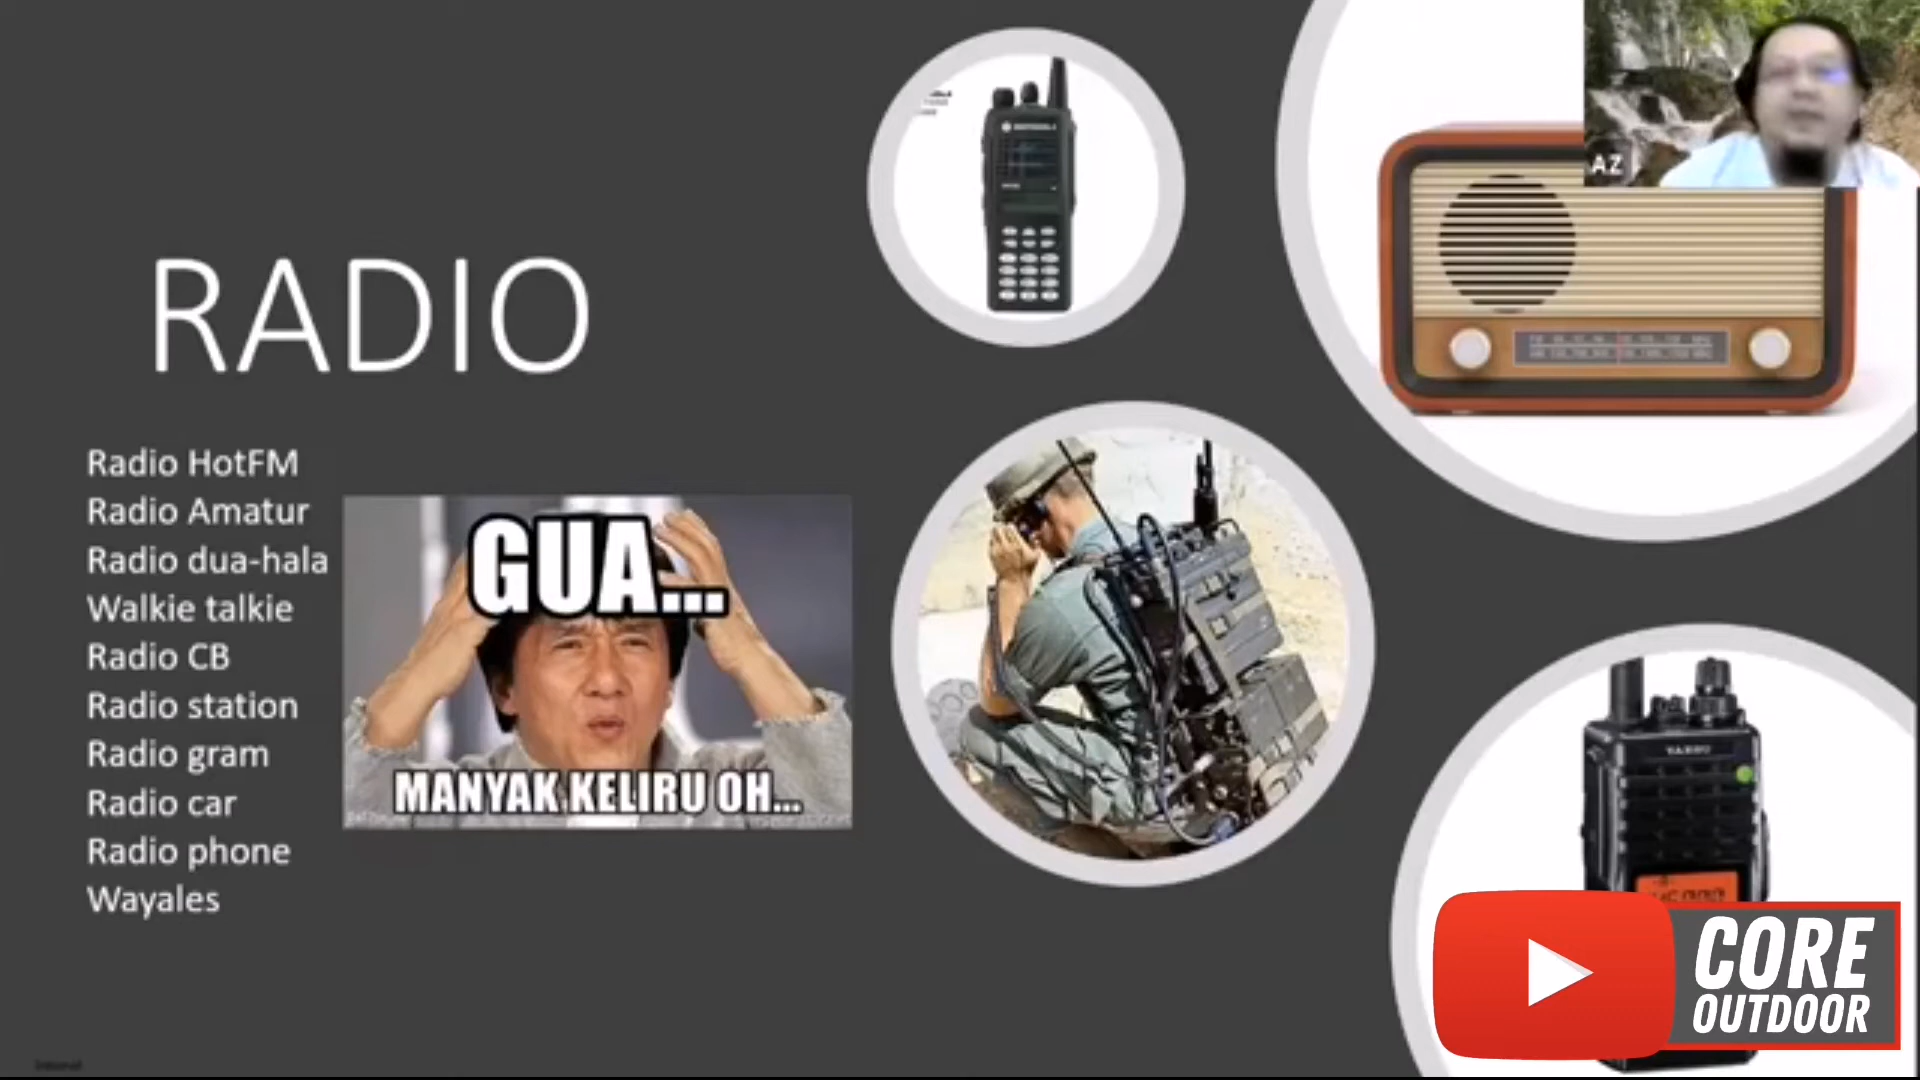 RADIO
Radio HotFM
Radio Amatur
Radio dua-hala
Walkie talkie
Radio CB
Radio station
Radio gram
Radio car
Radio phone
Wayales
GUA...
MANYAK KELIRU OH...
AZ
YAESU
CORE
OUTDOOR